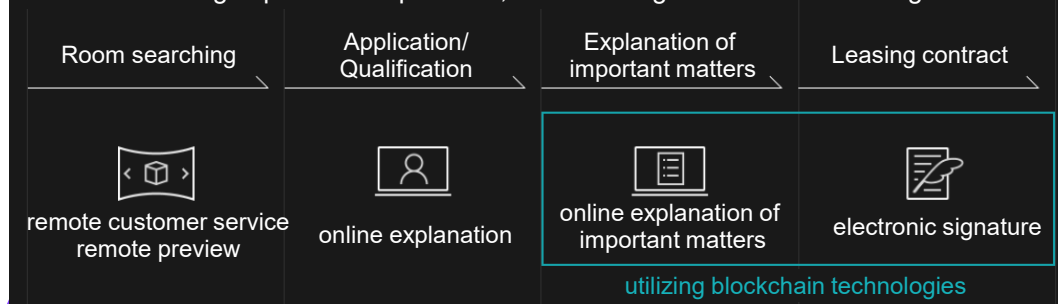 Room searching
Application/
Qualification
Explanation of
important matters
Leasing contract
remote customer service
remote preview
online explanation
online explanation of
important matters
electronic signature
utilizing blockchain technologies